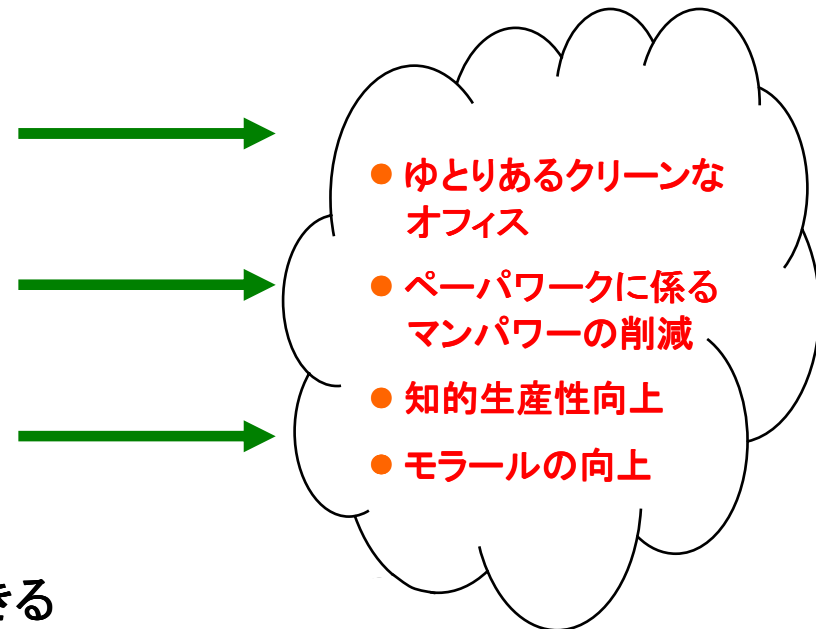 ● ゆとりあるクリーンな
オフィス
● ペーパワークに係る
マンパワーの削減
● 知的生産性向上
● モラールの向上
きる